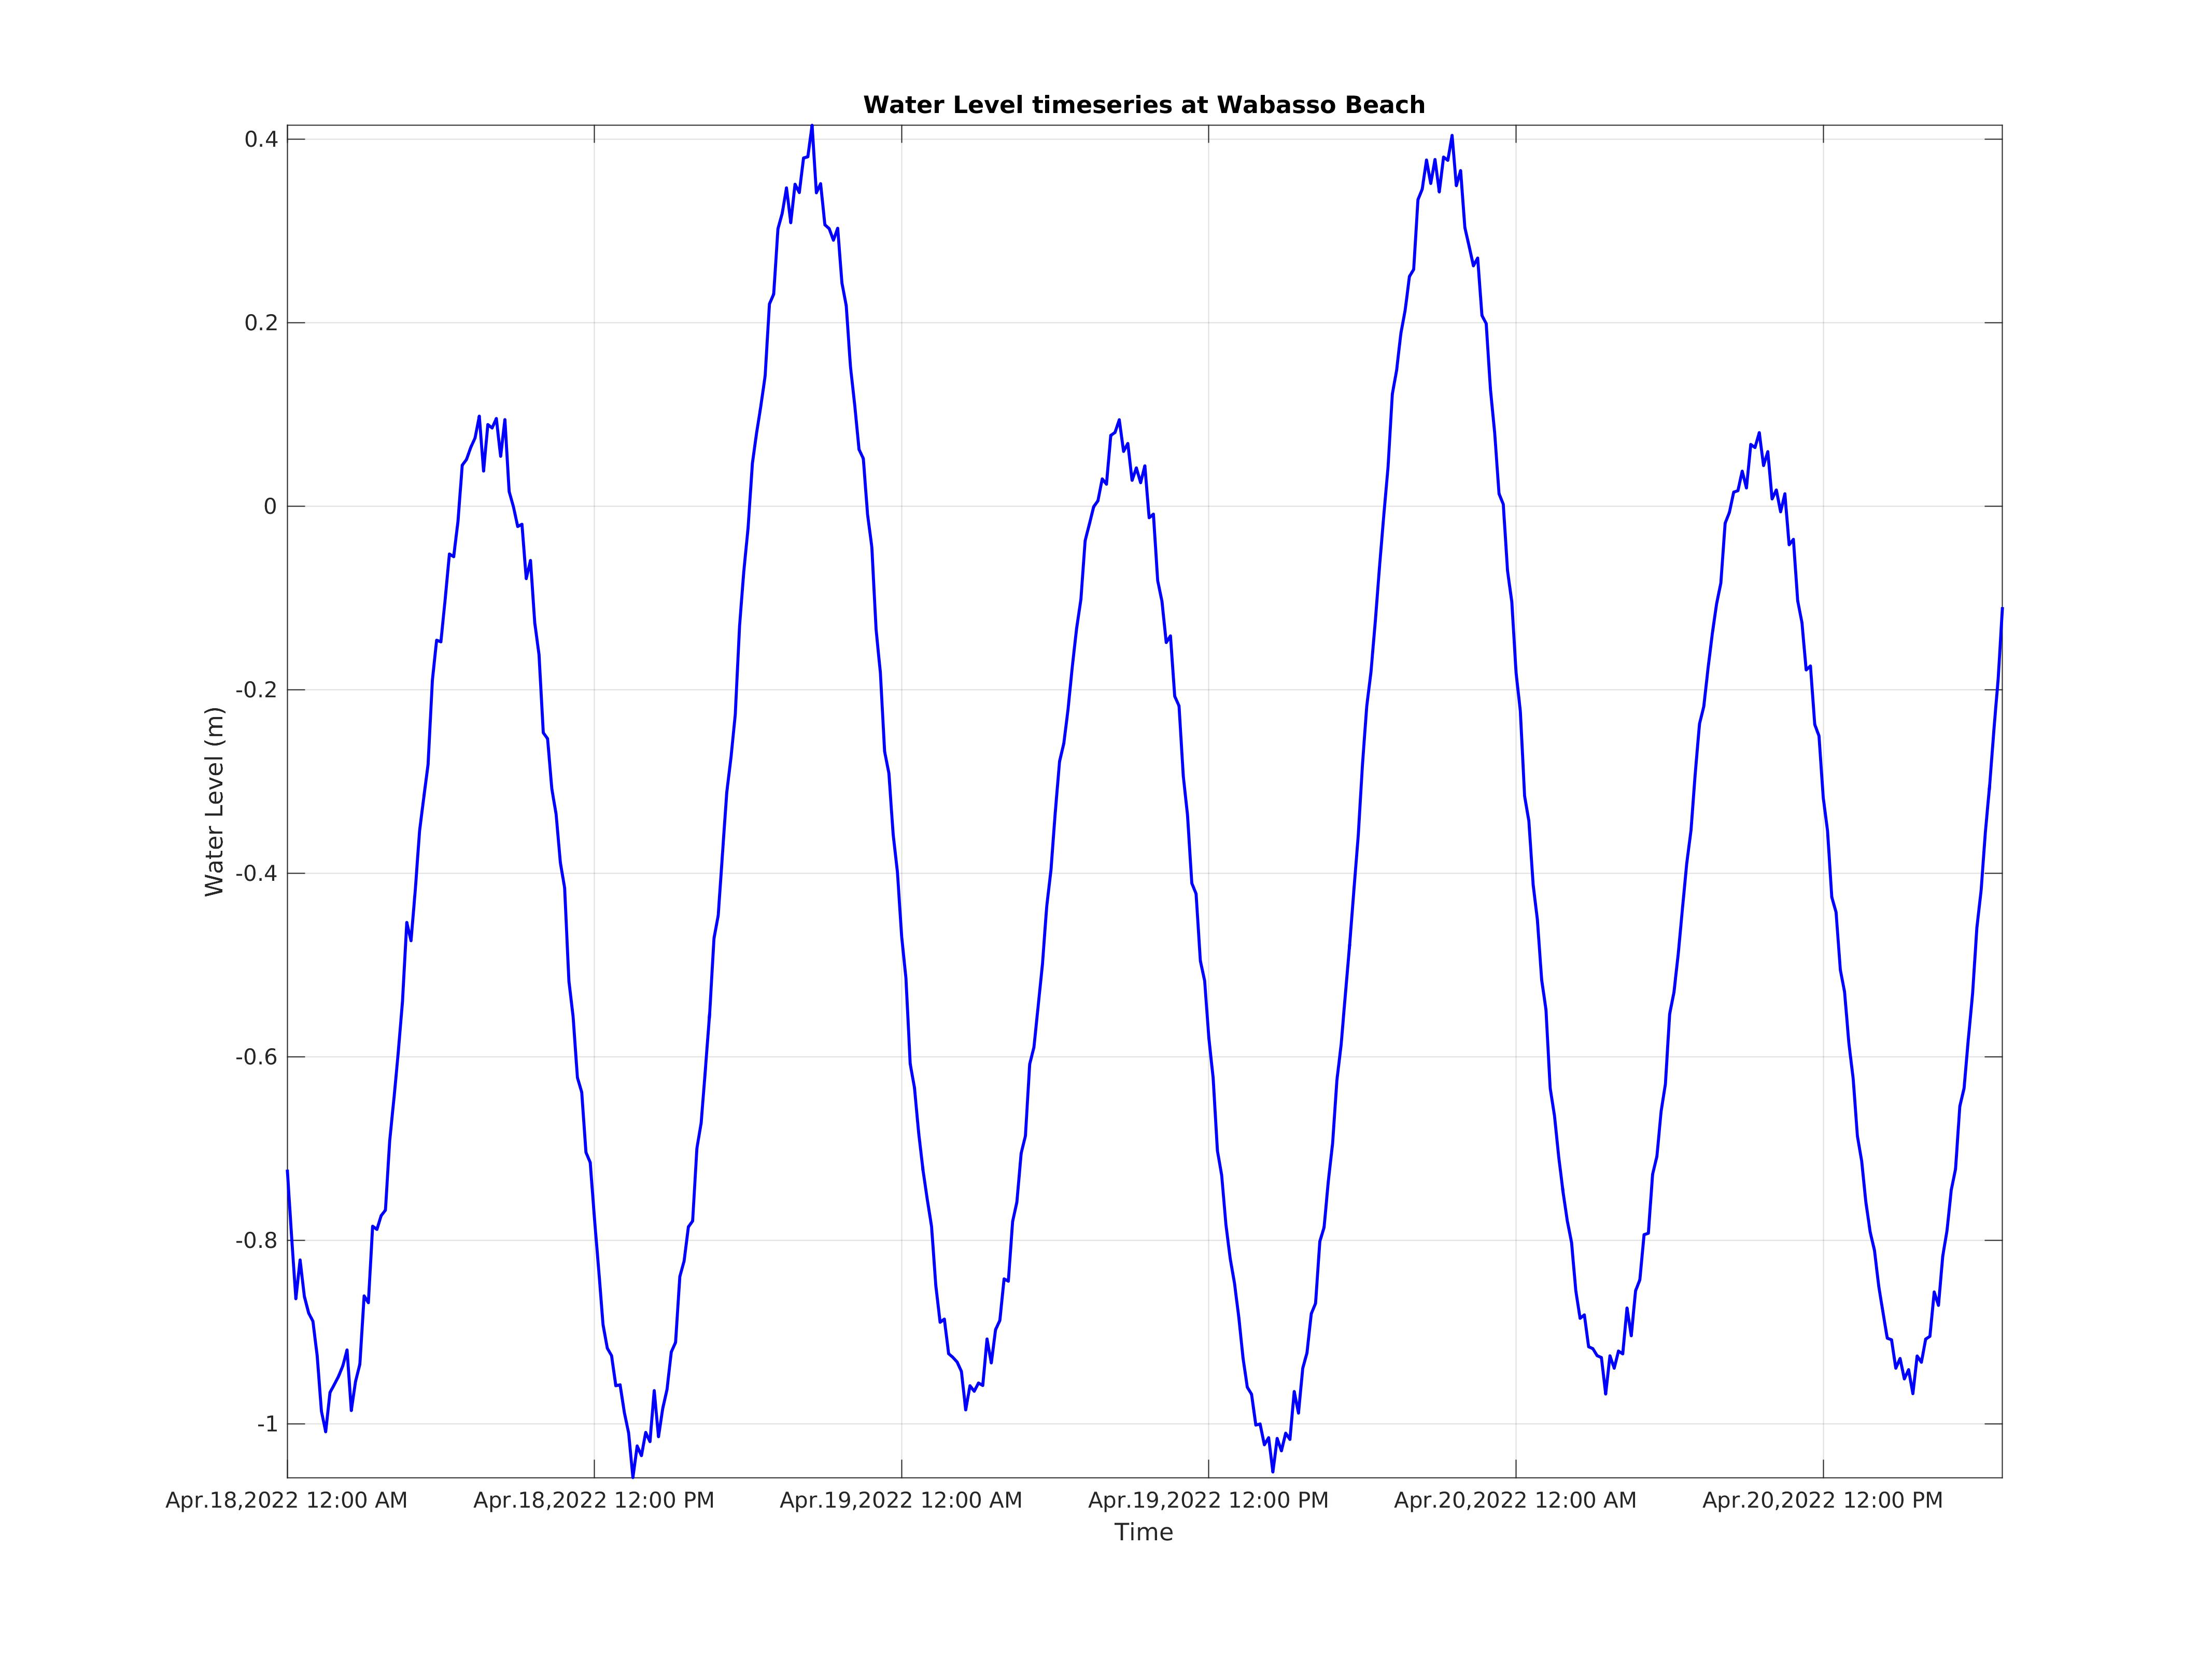 Water Level timeseries at Wabasso Beach
0.4
0.2
0
-0.2
-0.4
-0.6
-0.8
-1
Water Level (m)
Apr.18,2022 12:00 AM Apr.18,2022 12:00 PM Apr.19,2022 12:00 AM Apr.19,2022 12:00 PM Apr.20,2022 12:00 AM Apr.20,2022 12:00 PM
Time